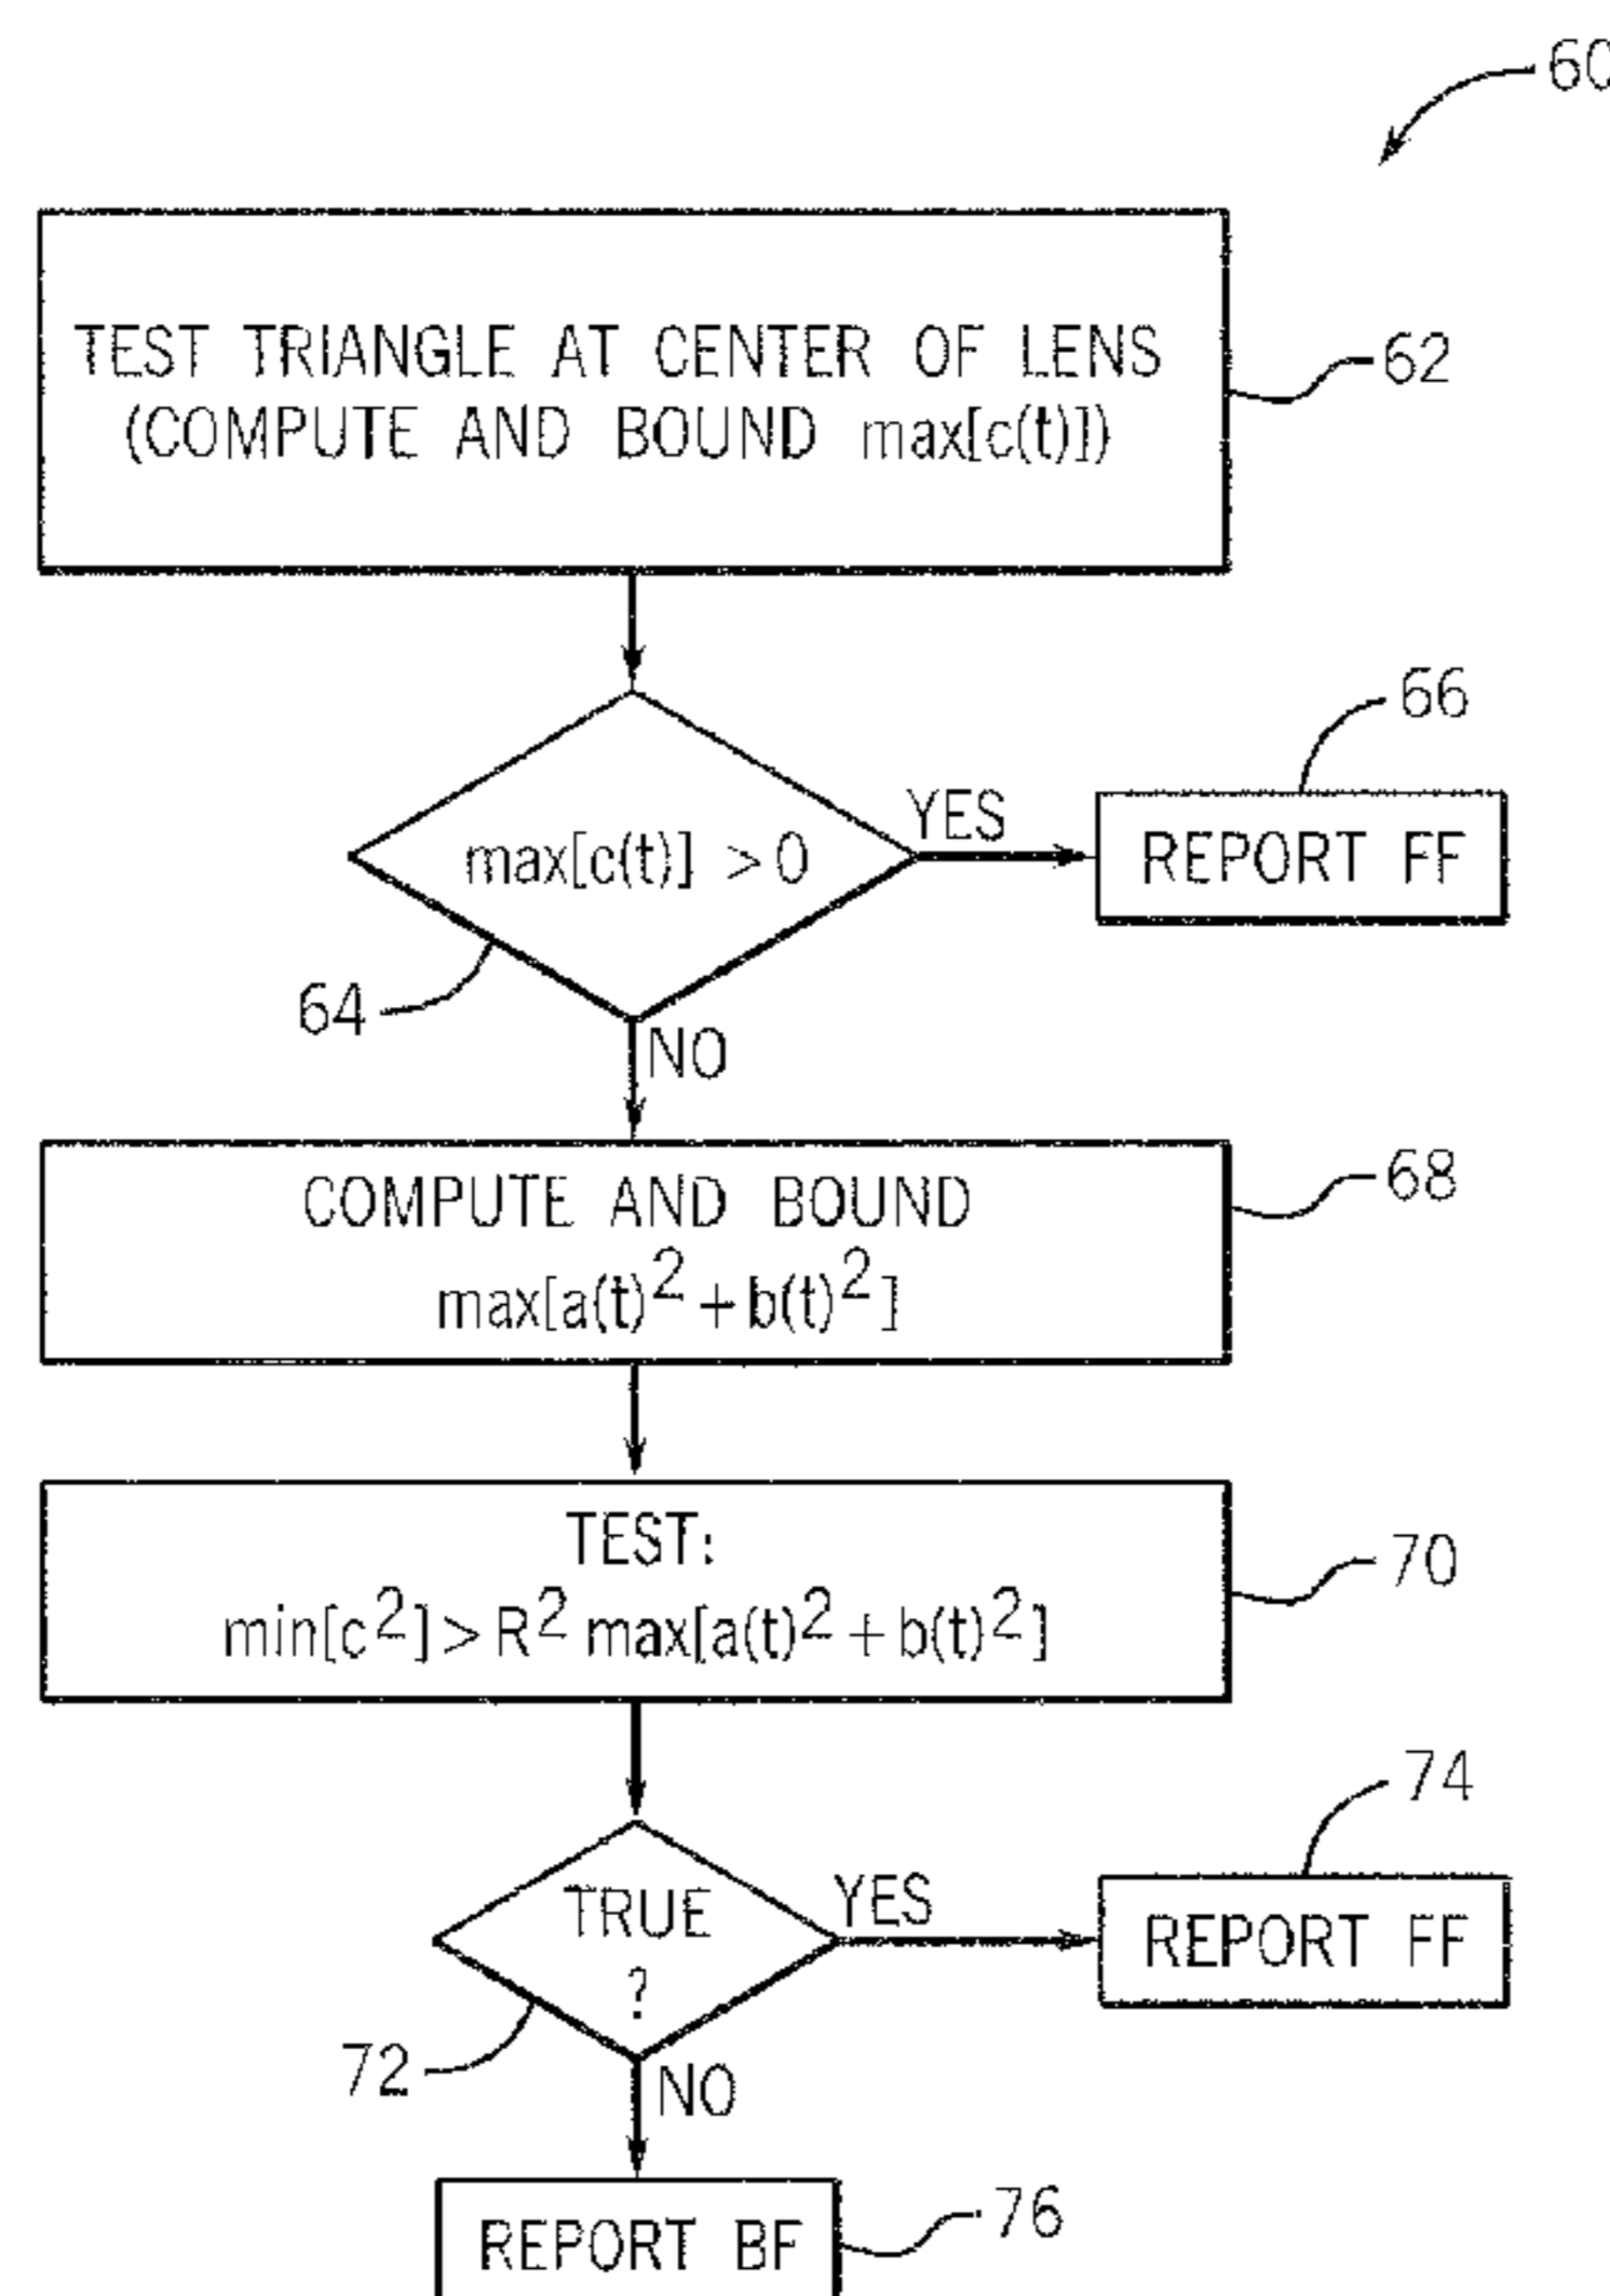 60
TEST TRIANGLE AT CENTER OF LENS
(COMPUTE AND BOUND max[c(t)])
62
max[c(t)] > 0
YES
REPORT FF
66
64
NO
COMPUTE AND BOUND
max[a(t)² + b(t)²]
68
TEST:
min[c²] > R² max[a(t)² + b(t)²]
70
TRUE
?
YES
REPORT FF
74
72
NO
REPORT BF
76